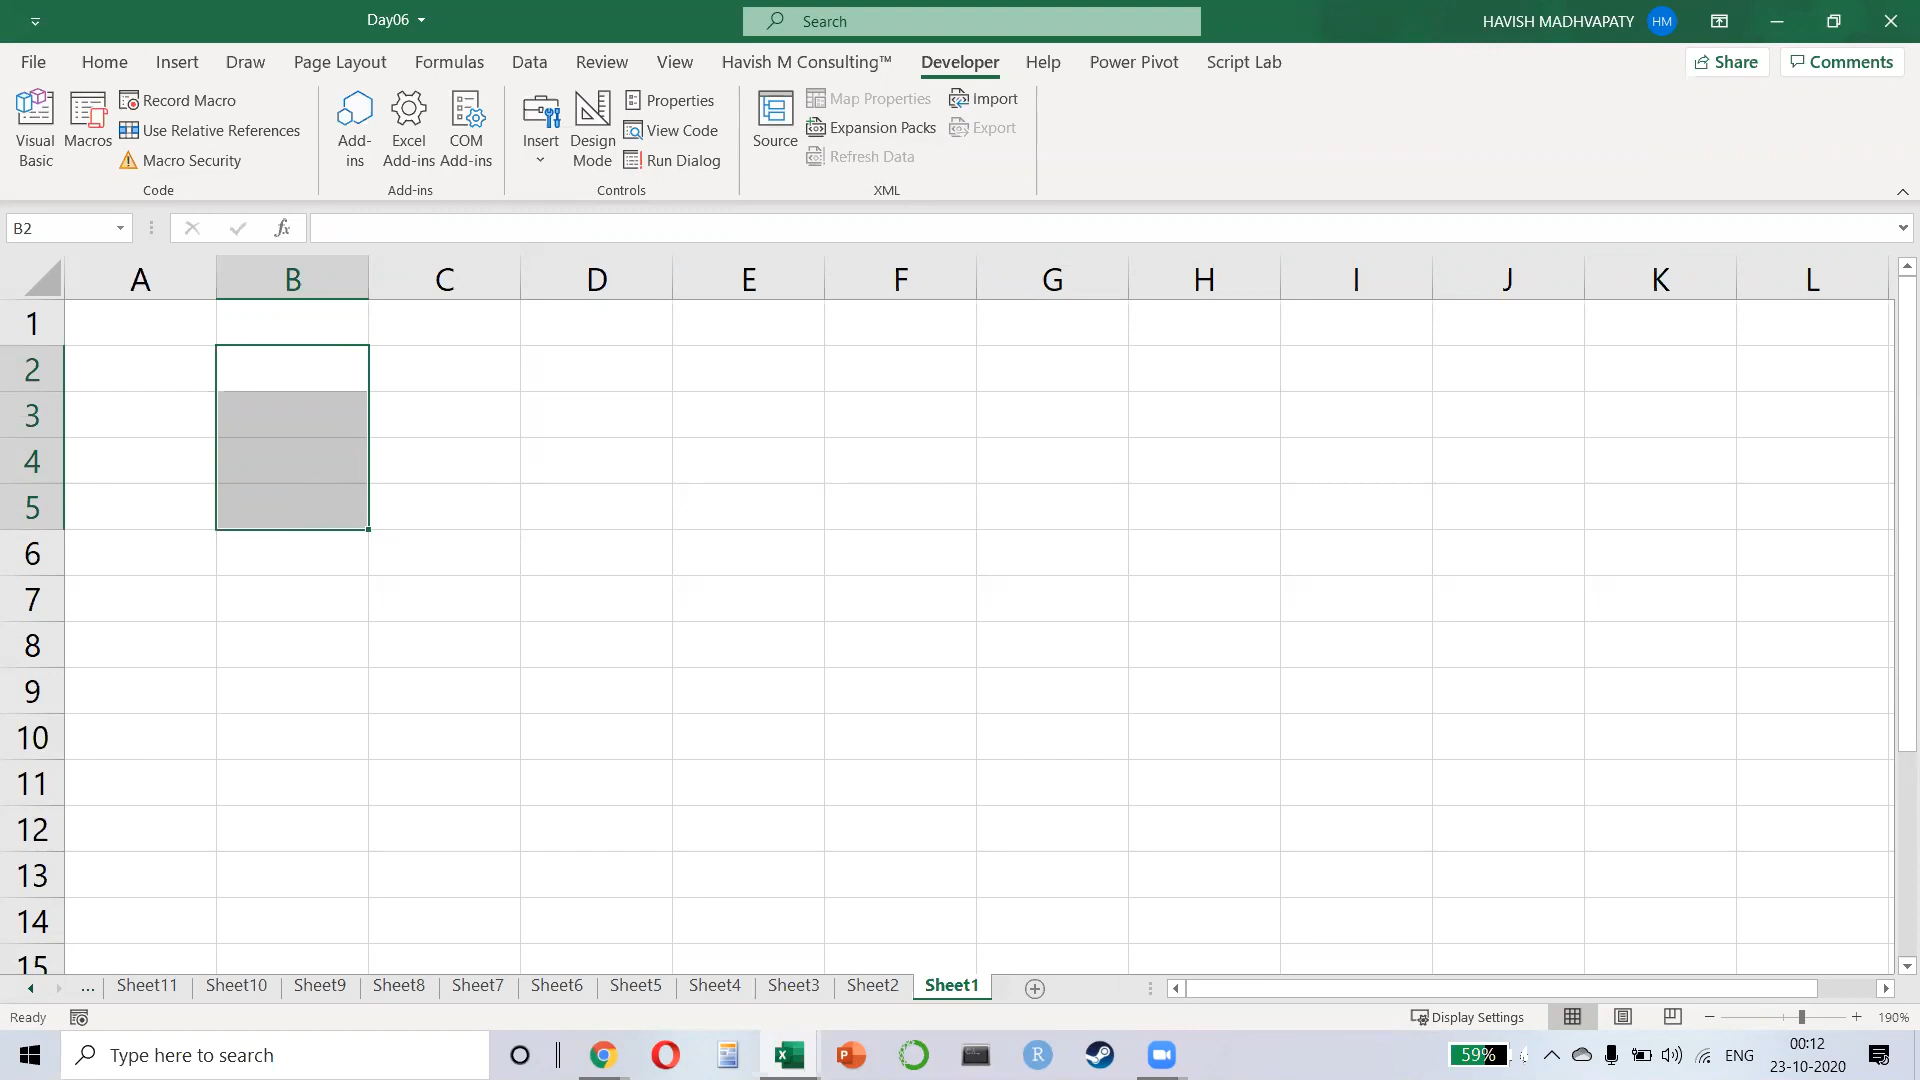 Day06
Search
HAVISH MADHVAPATY HM
File Home Insert Draw Page Layout Formulas Data Review View Havish M Consulting™ Developer Help Power Pivot Script Lab Share Comments
Visual Basic
Macros
Record Macro
Use Relative References
Macro Security
Code
Add-ins
Excel Add-ins
COM Add-ins
Add-ins
Insert
Design Mode
Properties
View Code
Run Dialog
Controls
Source
Map Properties
Expansion Packs
Refresh Data
Import
Export
XML
B2 fx
A B C D E F G H I J K L
1
2
3
4
5
6
7
8
9
10
11
12
13
14
15
... Sheet11 Sheet10 Sheet9 Sheet8 Sheet7 Sheet6 Sheet5 Sheet4 Sheet3 Sheet2 Sheet1
Ready Display Settings 190%
Type here to search 59% ENG 00:12
23-10-2020